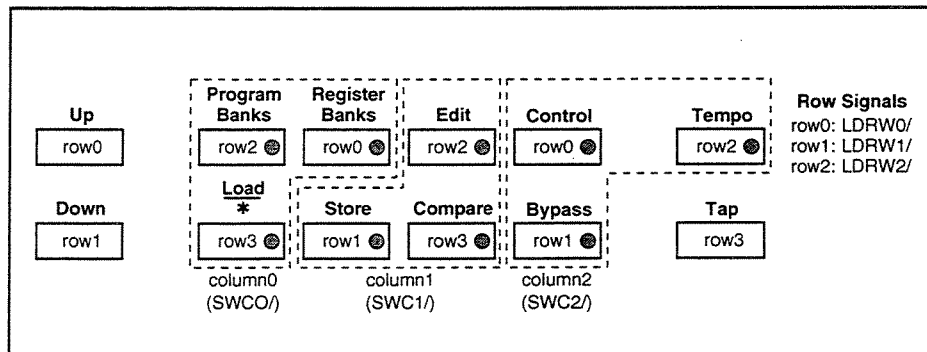 Program Register
Up Banks Banks Edit Control Tempo Row Signals
row0 row2 row0 row2 row0 row2 row0: LDRW0/
row1: LDRW1/
row2: LDRW2/
Load
Down * Store Compare Bypass Tap
row1 row3 row1 row3 row1 row3
column0 column1 column2
(SWCO/) (SWC1/) (SWC2/)